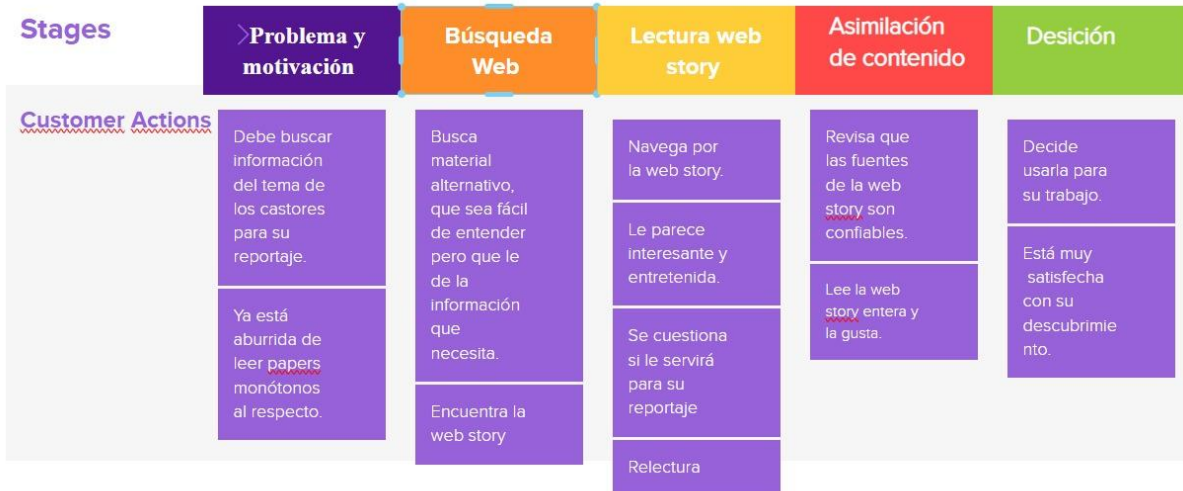 Stages
Problema y
motivación
Búsqueda
Web
Lectura web
story
Asimilación
de contenido
Desición
Customer Actions
Debe buscar
información
del tema de
los castores
para su
reportaje.
Ya está
aburrida de
leer papers
monótonos
al respecto.
Busca
material
alternativo,
que sea fácil
de entender
pero que le
de la
información
que
necesita.
Encuentra la
web story
Navega por
la web story.
Le parece
interesante y
entretenida.
Se cuestiona
si le servirá
para su
reportaje
Relectura
Revisa que
las fuentes
de la web
story son
confiables.
Lee la web
story entera y
la gusta.
Decide
usarla para
su trabajo.
Está muy
satisfecha
con su
descubrimie
nto.